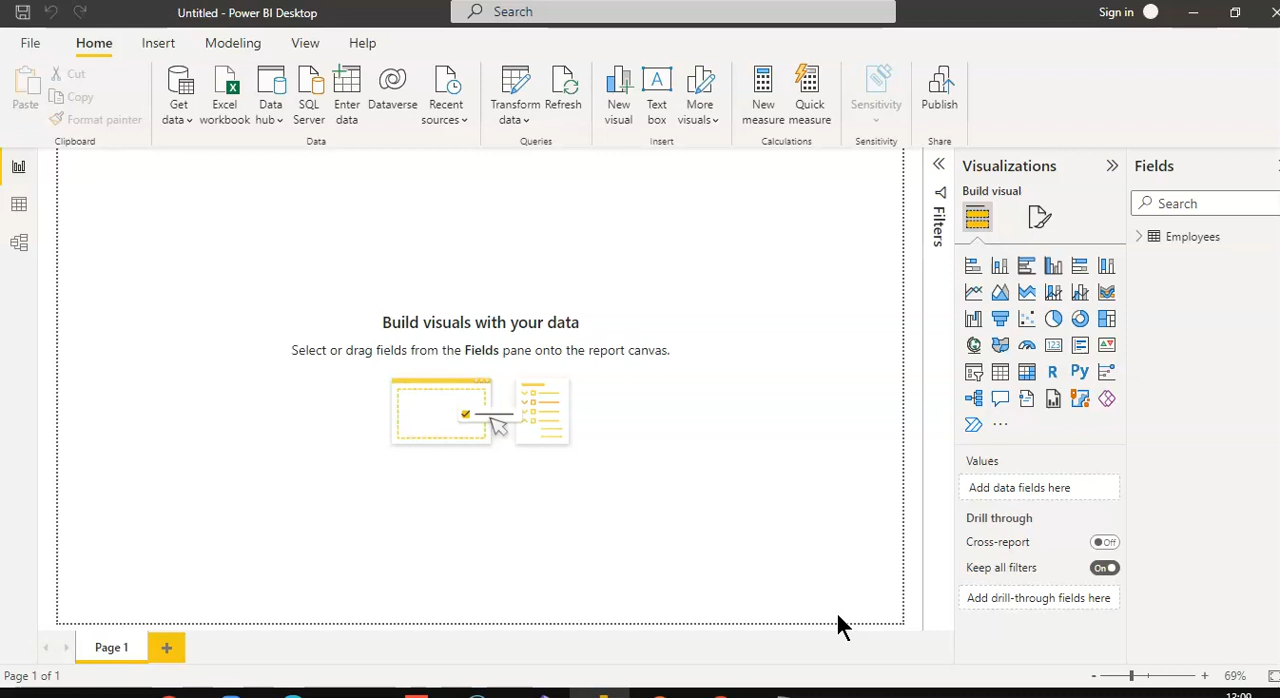 Untitled - Power BI Desktop
Search
Sign in
File
Home
Insert
Modeling
View
Help
Paste
Cut
Copy
Format painter
Clipboard
Get data
Excel workbook
Data hub
SQL Server
Enter data
Dataverse
Recent sources
Data
Transform data
Refresh
Queries
New visual
A
Text box
More visuals
Insert
New measure
Quick measure
Calculations
Sensitivity
Sensitivity
Publish
Share
Filters
Visualizations
Build visual
123
R
Py
Values
Add data fields here
Drill through
Cross-report
Off
Keep all filters
On
Add drill-through fields here
Fields
Search
Employees
Build visuals with your data
Select or drag fields from the Fields pane onto the report canvas.
Page 1
Page 1 of 1
69%